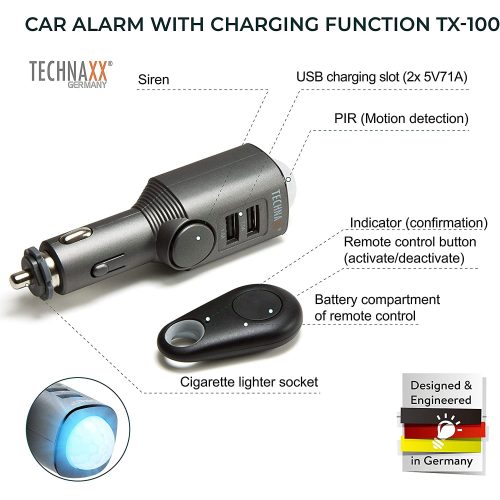 CAR ALARM WITH CHARGING FUNCTION TX-100
TECHNAXX®
GERMANY
Siren
USB charging slot (2x 5V71A)
PIR (Motion detection)
TECHNAXX
Indicator (confirmation)
Remote control button
(activate/deactivate)
Battery compartment
of remote control
Cigarette lighter socket
Designed &
Engineered
in Germany